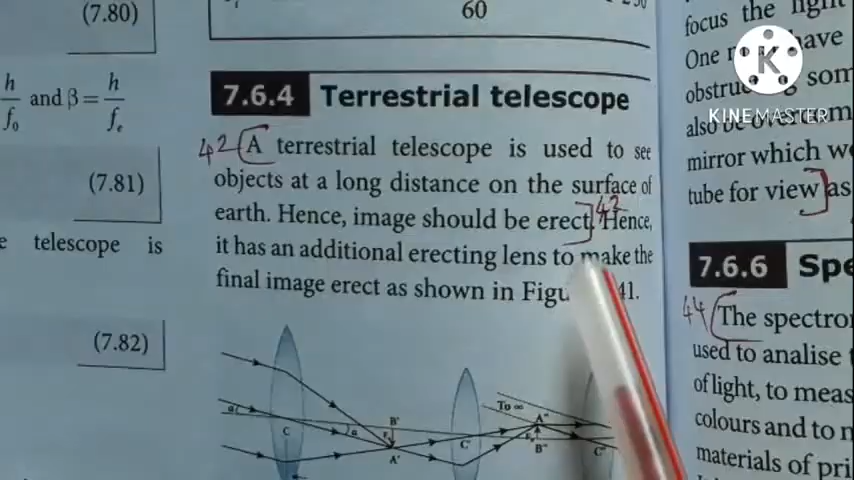 (7.80)
h/f₀ and β = h/fₑ
(7.81)
e telescope is
(7.82)
60
7.6.4 Terrestrial telescope
42 A terrestrial telescope is used to see
objects at a long distance on the surface of
earth. Hence, image should be erect. 42 Hence,
it has an additional erecting lens to make the
final image erect as shown in Figu 41.
α
C
α
B'
A'
C'
To ∞
A"
B"
C"
focus the light
One m have
obstru som
also be overcom
mirror which w
tube for view as
7.6.6 Spe
44 The spectro
used to analise
of light, to meas
colours and to
materials of pri
KINEMASTER